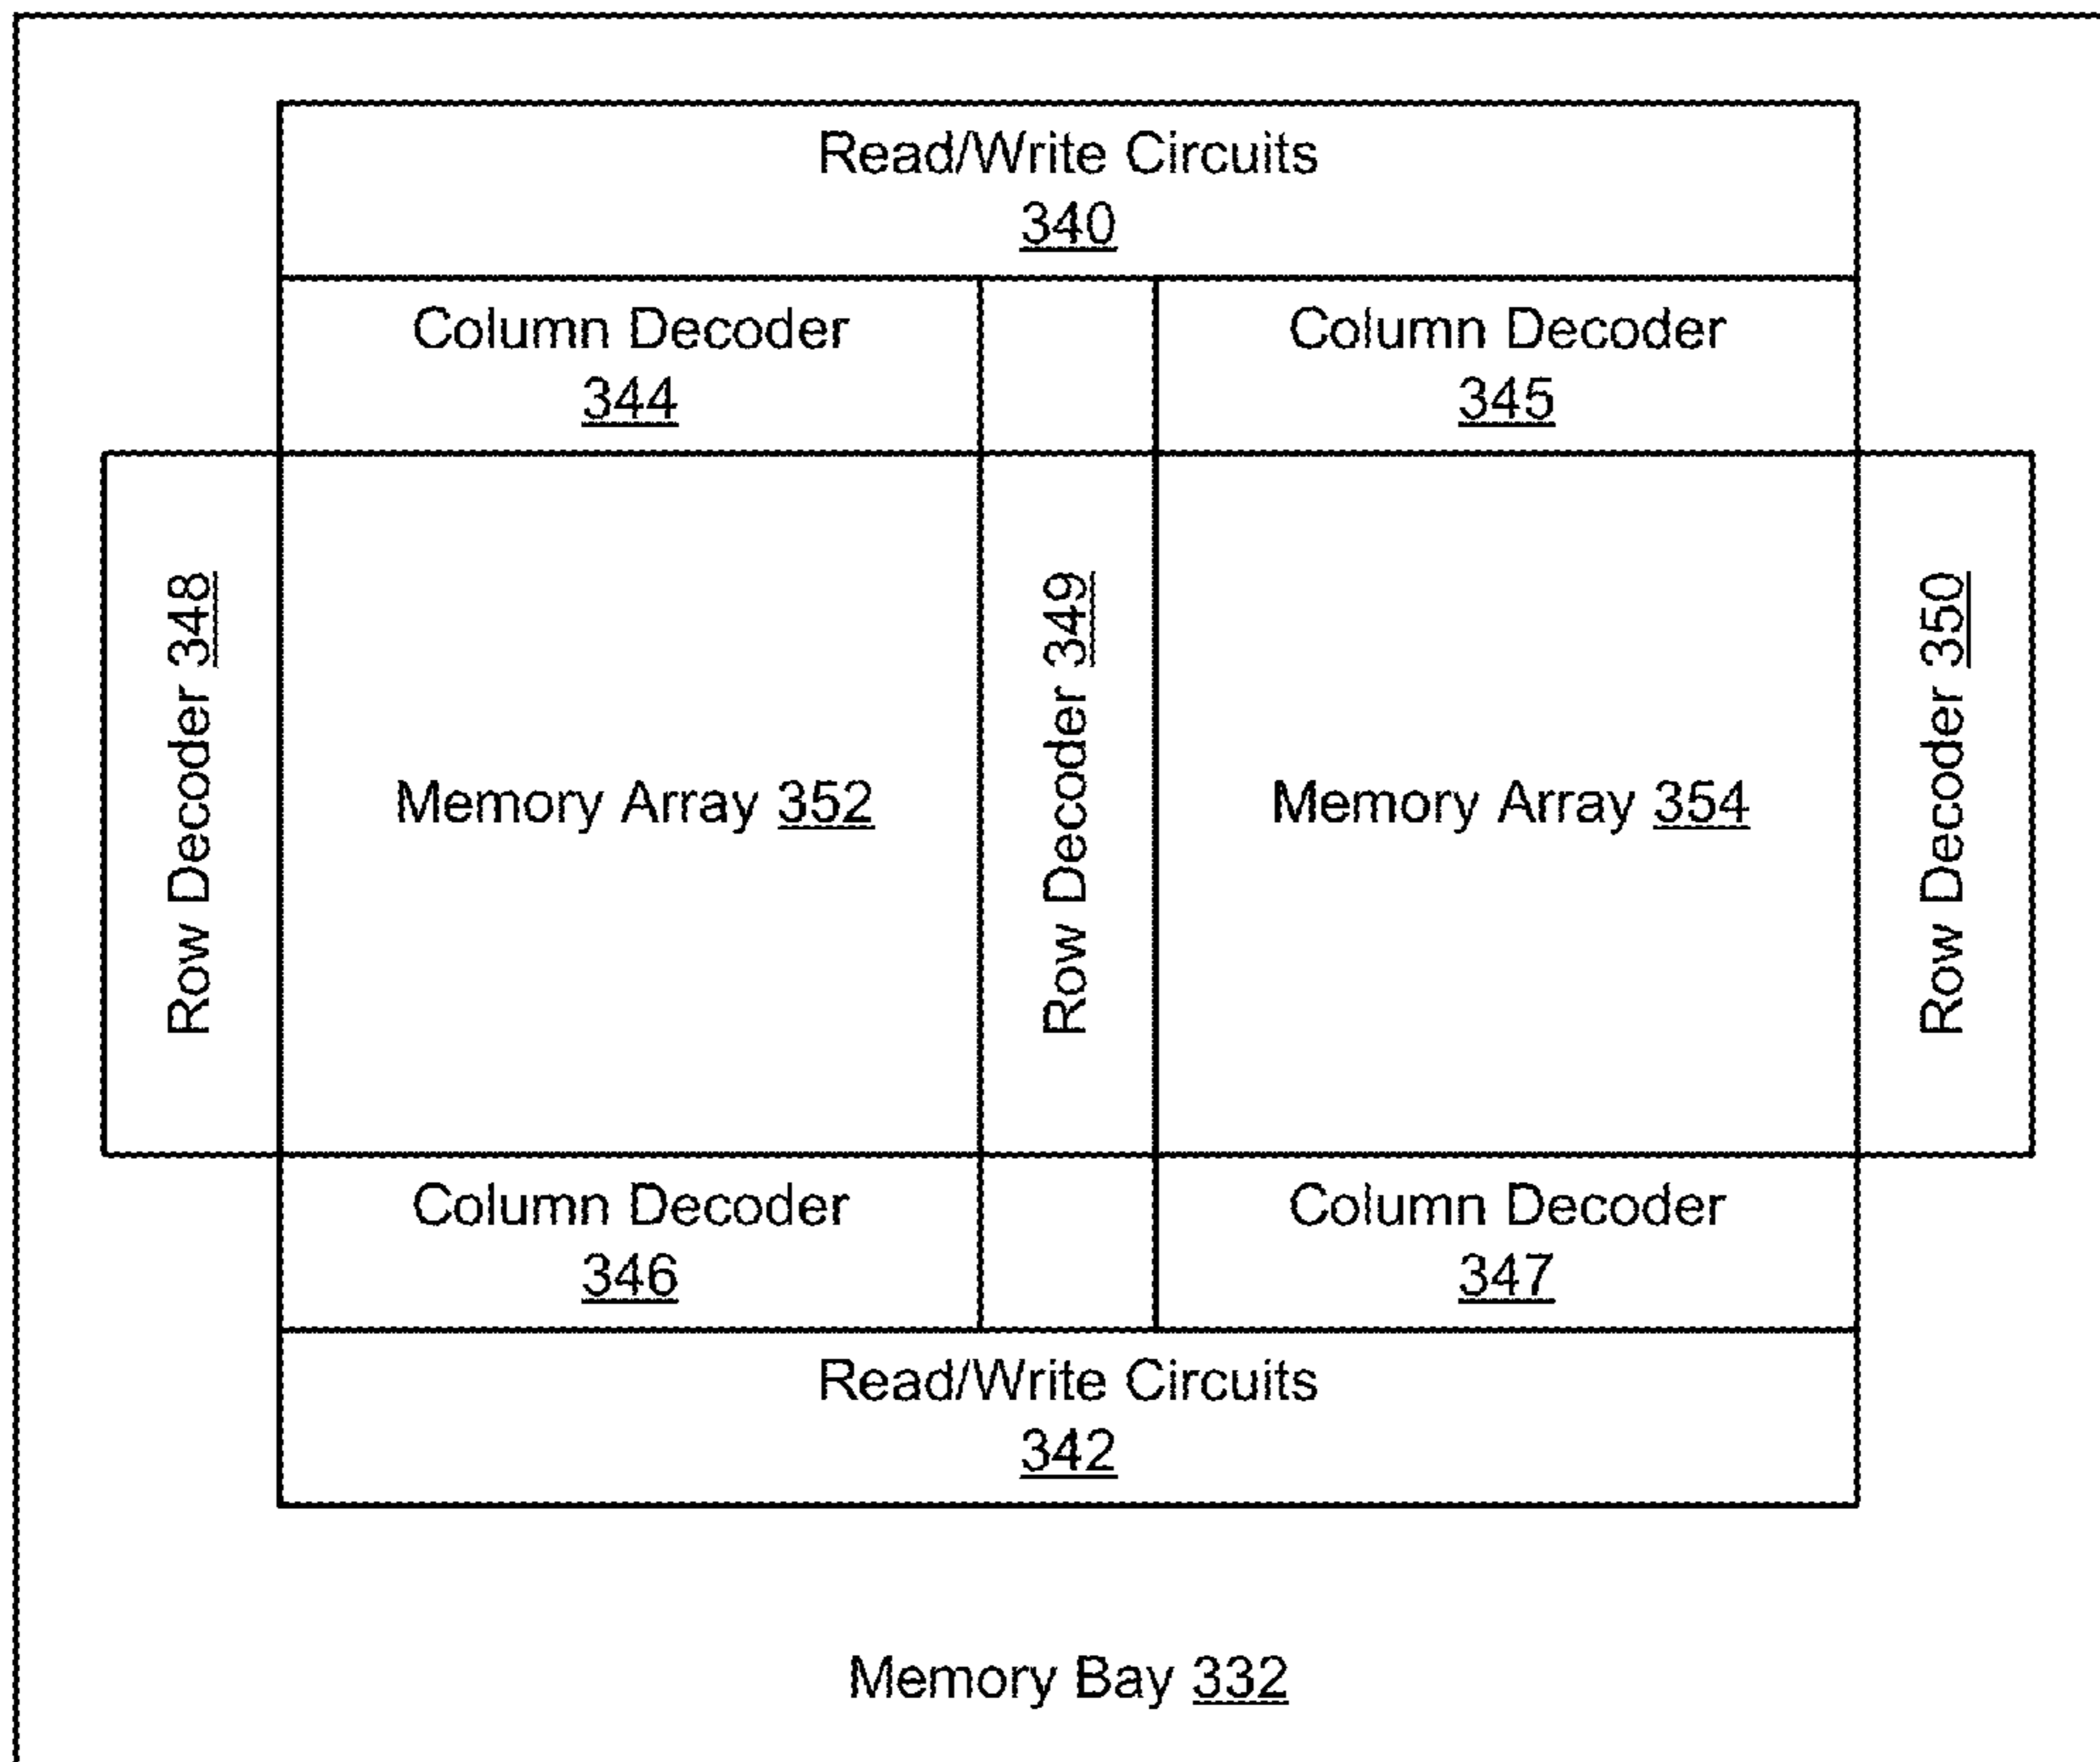 Read/Write Circuits
340
Column Decoder
344
Column Decoder
345
Row Decoder 348
Memory Array 352
Row Decoder 349
Memory Array 354
Row Decoder 350
Column Decoder
346
Column Decoder
347
Read/Write Circuits
342
Memory Bay 332